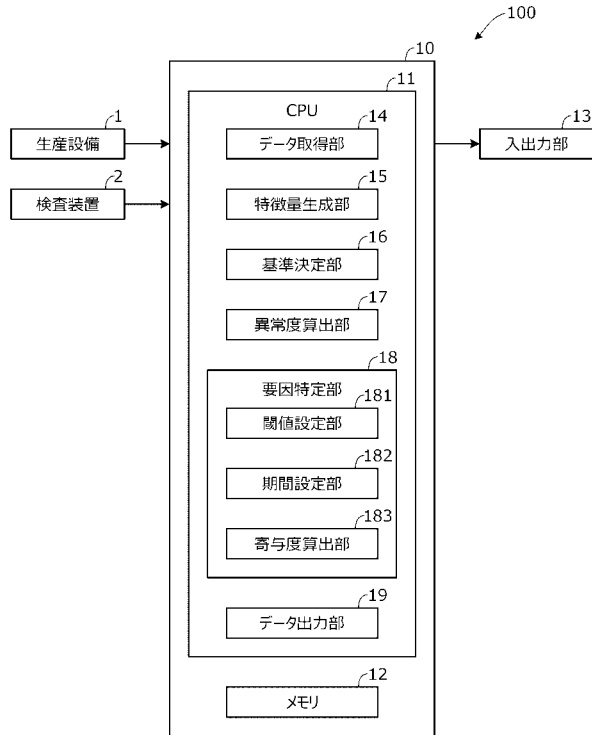 100
10
11
CPU
1
生産設備
14
データ取得部
13
入出力部
2
検査装置
15
特徴量生成部
16
基準決定部
17
異常度算出部
18
要因特定部
181
閾値設定部
182
期間設定部
183
寄与度算出部
19
データ出力部
12
メモリ